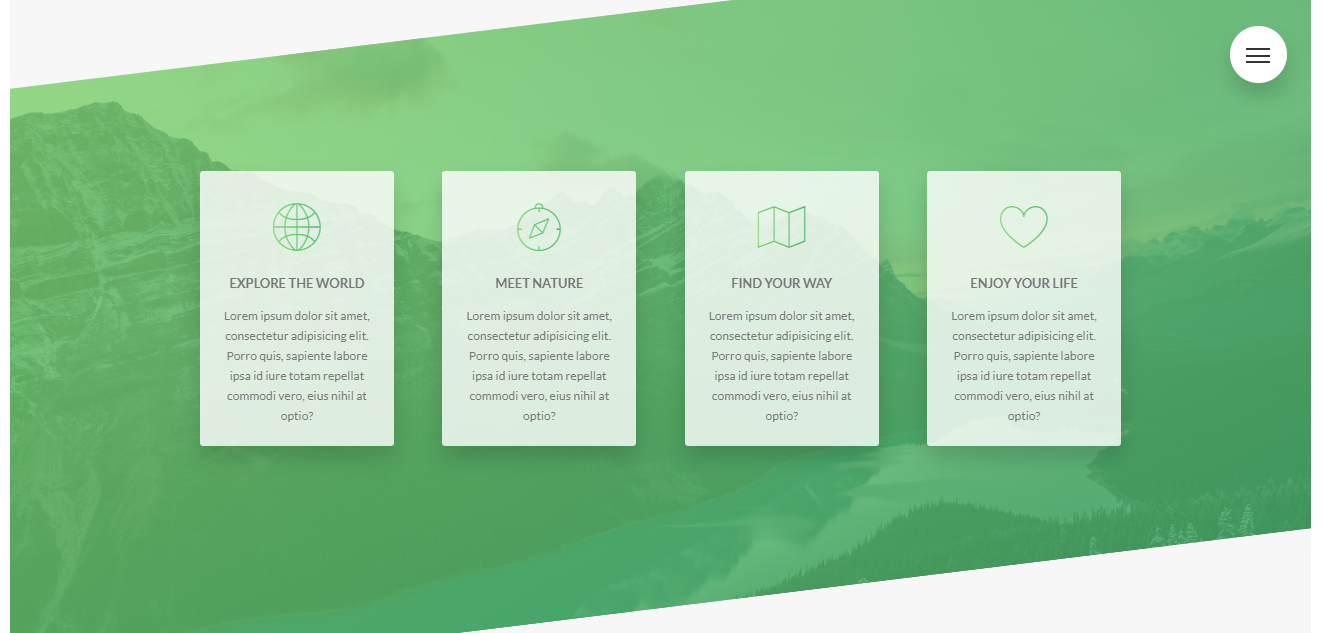 EXPLORE THE WORLD
Lorem ipsum dolor sit amet,
consectetur adipisicing elit.
Porro quis, sapiente labore
ipsa id iure totam repellat
commodi vero, eius nihil at
optio?
MEET NATURE
Lorem ipsum dolor sit amet,
consectetur adipisicing elit.
Porro quis, sapiente labore
ipsa id iure totam repellat
commodi vero, eius nihil at
optio?
FIND YOUR WAY
Lorem ipsum dolor sit amet,
consectetur adipisicing elit.
Porro quis, sapiente labore
ipsa id iure totam repellat
commodi vero, eius nihil at
optio?
ENJOY YOUR LIFE
Lorem ipsum dolor sit amet,
consectetur adipisicing elit.
Porro quis, sapiente labore
ipsa id iure totam repellat
commodi vero, eius nihil at
optio?